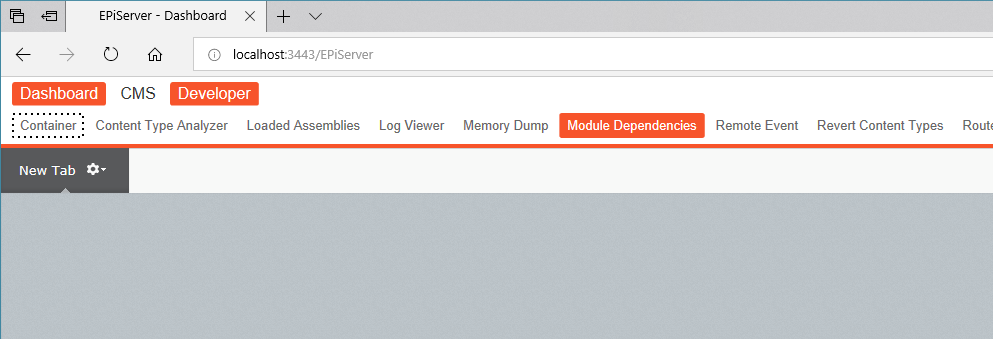 EPiServer - Dashboard
localhost:3443/EPiServer
Dashboard CMS Developer
Container Content Type Analyzer Loaded Assemblies Log Viewer Memory Dump Module Dependencies Remote Event Revert Content Types Route
New Tab